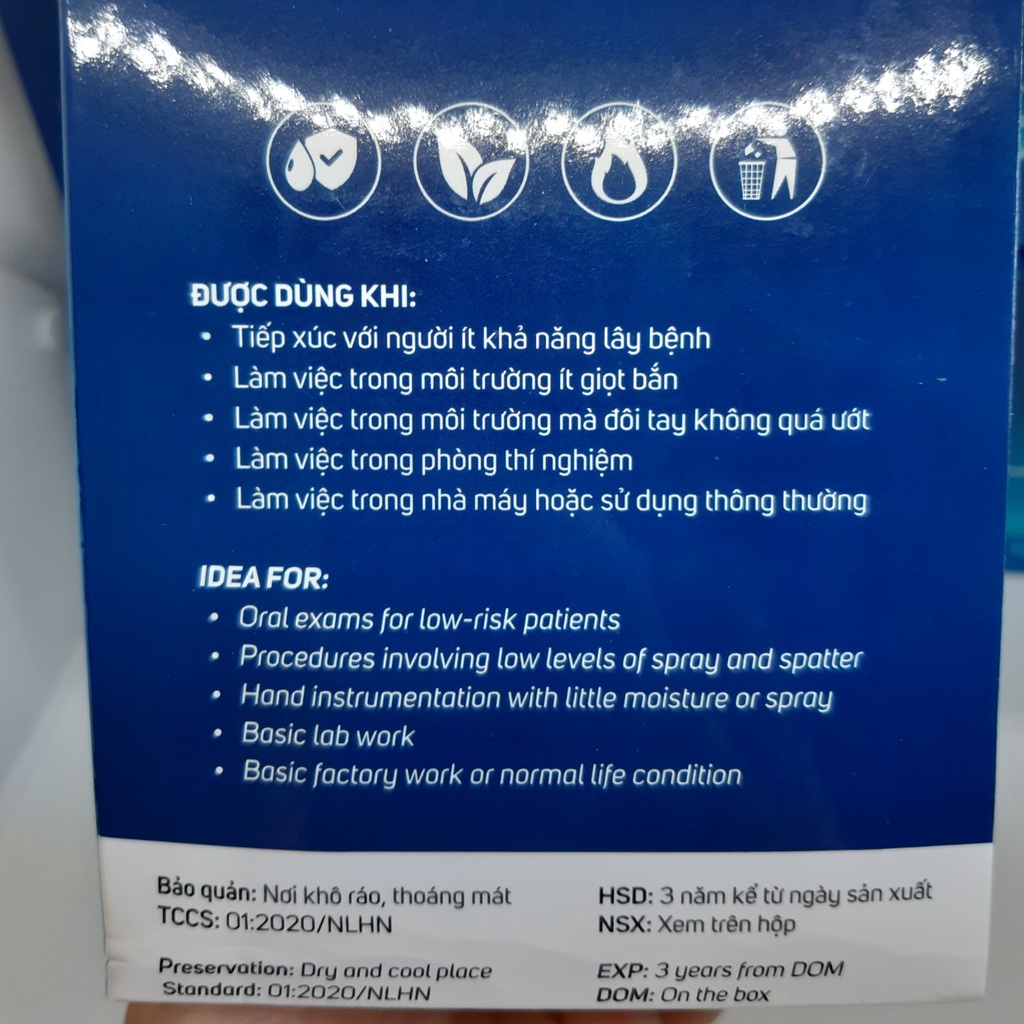 ĐƯỢC DÙNG KHI:
• Tiếp xúc với người ít khả năng lây bệnh
• Làm việc trong môi trường ít giọt bắn
• Làm việc trong môi trường mà đôi tay không quá ướt
• Làm việc trong phòng thí nghiệm
• Làm việc trong nhà máy hoặc sử dụng thông thường
IDEA FOR:
• Oral exams for low-risk patients
• Procedures involving low levels of spray and spatter
• Hand instrumentation with little moisture or spray
• Basic lab work
• Basic factory work or normal life condition
Bảo quản: Nơi khô ráo, thoáng mát
TCCS: 01:2020/NLHN
Preservation: Dry and cool place
Standard: 01:2020/NLHN
HSD: 3 năm kể từ ngày sản xuất
NSX: Xem trên hộp
EXP: 3 years from DOM
DOM: On the box